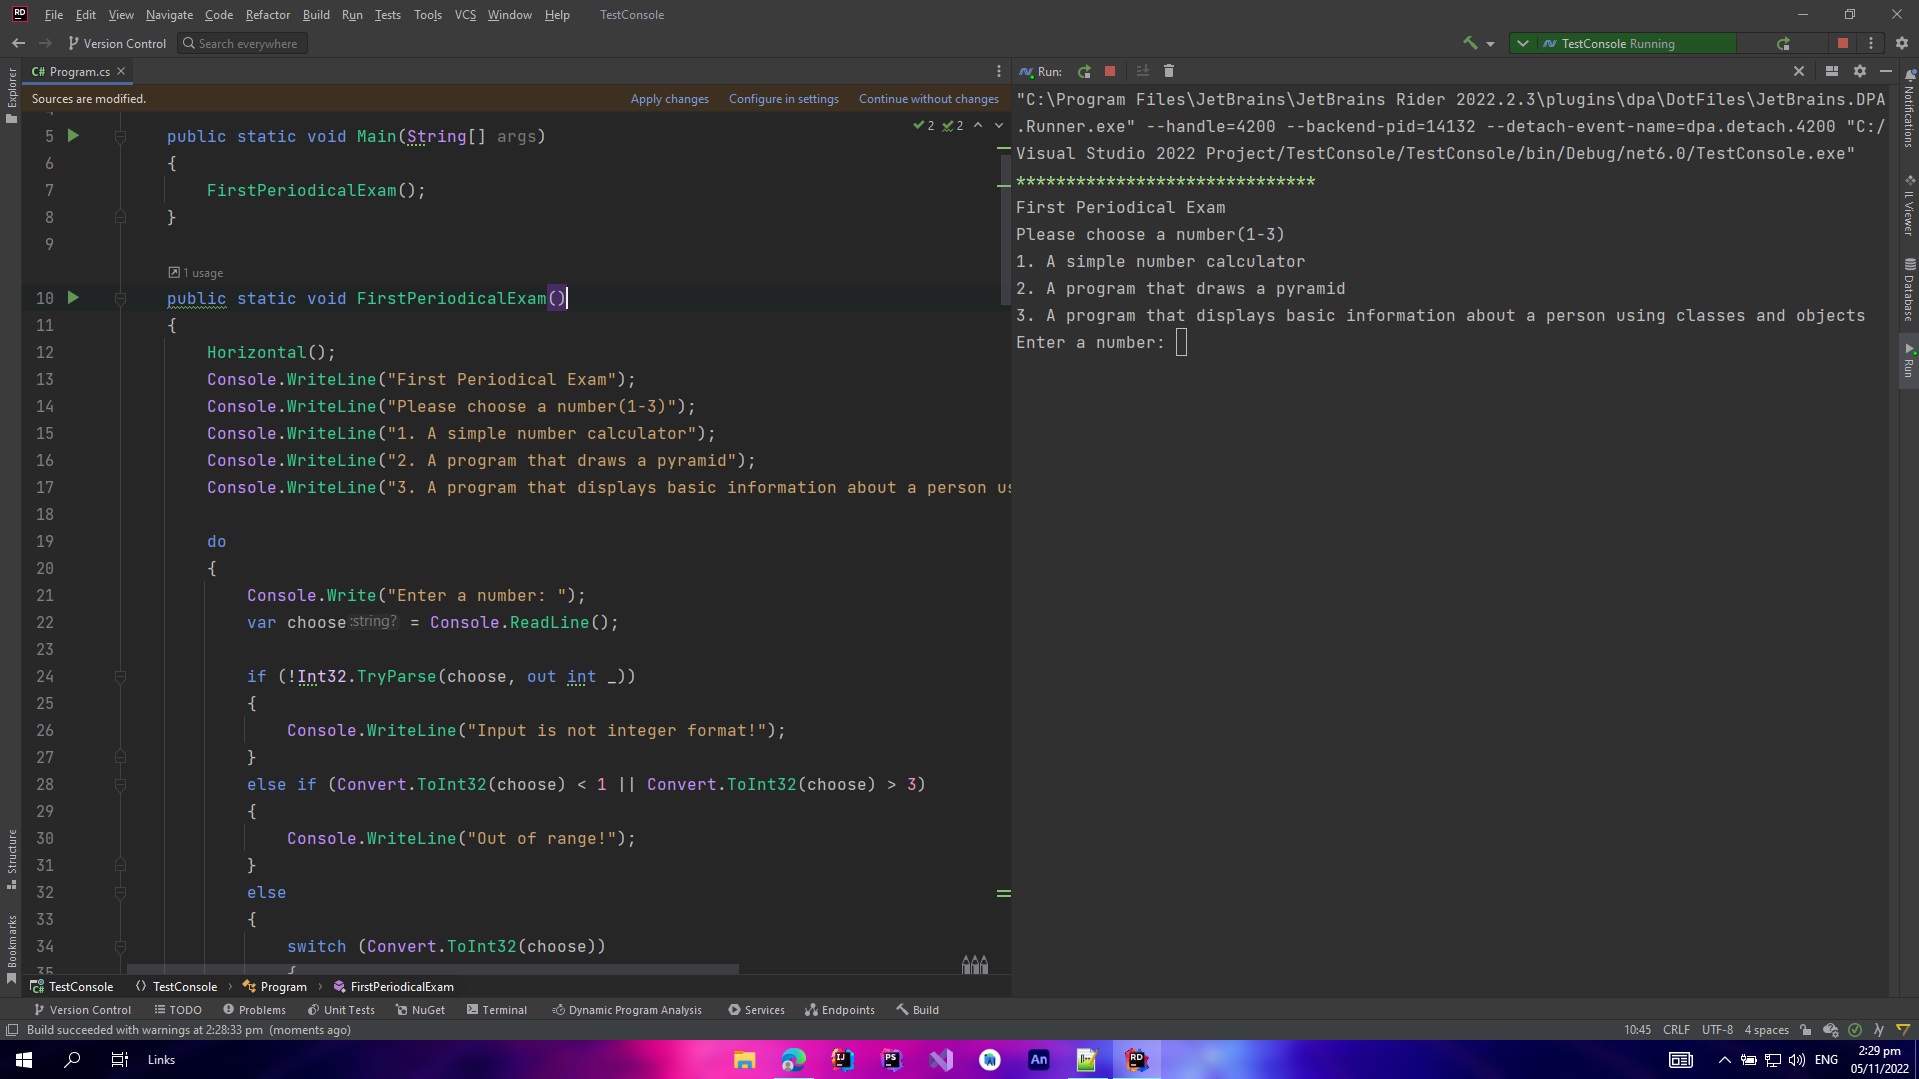 File Edit View Navigate Code Refactor Build Run Tests Tools VCS Window Help TestConsole
Version Control Search everywhere TestConsole Running
C# Program.cs
Sources are modified. Apply changes Configure in settings Continue without changes
2 2
5 public static void Main(String[] args)
6 {
7 FirstPeriodicalExam();
8 }
9
1 usage
10 public static void FirstPeriodicalExam()
11 {
12 Horizontal();
13 Console.WriteLine("First Periodical Exam");
14 Console.WriteLine("Please choose a number(1-3)");
15 Console.WriteLine("1. A simple number calculator");
16 Console.WriteLine("2. A program that draws a pyramid");
17 Console.WriteLine("3. A program that displays basic information about a person us
18
19 do
20 {
21 Console.Write("Enter a number: ");
22 var choose :string? = Console.ReadLine();
23
24 if (!Int32.TryParse(choose, out int _))
25 {
26 Console.WriteLine("Input is not integer format!");
27 }
28 else if (Convert.ToInt32(choose) < 1 || Convert.ToInt32(choose) > 3)
29 {
30 Console.WriteLine("Out of range!");
31 }
32 else
33 {
34 switch (Convert.ToInt32(choose))
35 {
Run:
"C:\Program Files\JetBrains\JetBrains Rider 2022.2.3\plugins\dpa\DotFiles\JetBrains.DPA
.Runner.exe" --handle=4200 --backend-pid=14132 --detach-event-name=dpa.detach.4200 "C:/
Visual Studio 2022 Project/TestConsole/TestConsole/bin/Debug/net6.0/TestConsole.exe"
******************************
First Periodical Exam
Please choose a number(1-3)
1. A simple number calculator
2. A program that draws a pyramid
3. A program that displays basic information about a person using classes and objects
Enter a number:
Explorer
Structure
Bookmarks
Notifications
IL Viewer
Database
Run
TestConsole TestConsole Program FirstPeriodicalExam
Version Control TODO Problems Unit Tests NuGet Terminal Dynamic Program Analysis Services Endpoints Build
Build succeeded with warnings at 2:28:33 pm (moments ago) 10:45 CRLF UTF-8 4 spaces
Links ENG 2:29 pm
05/11/2022